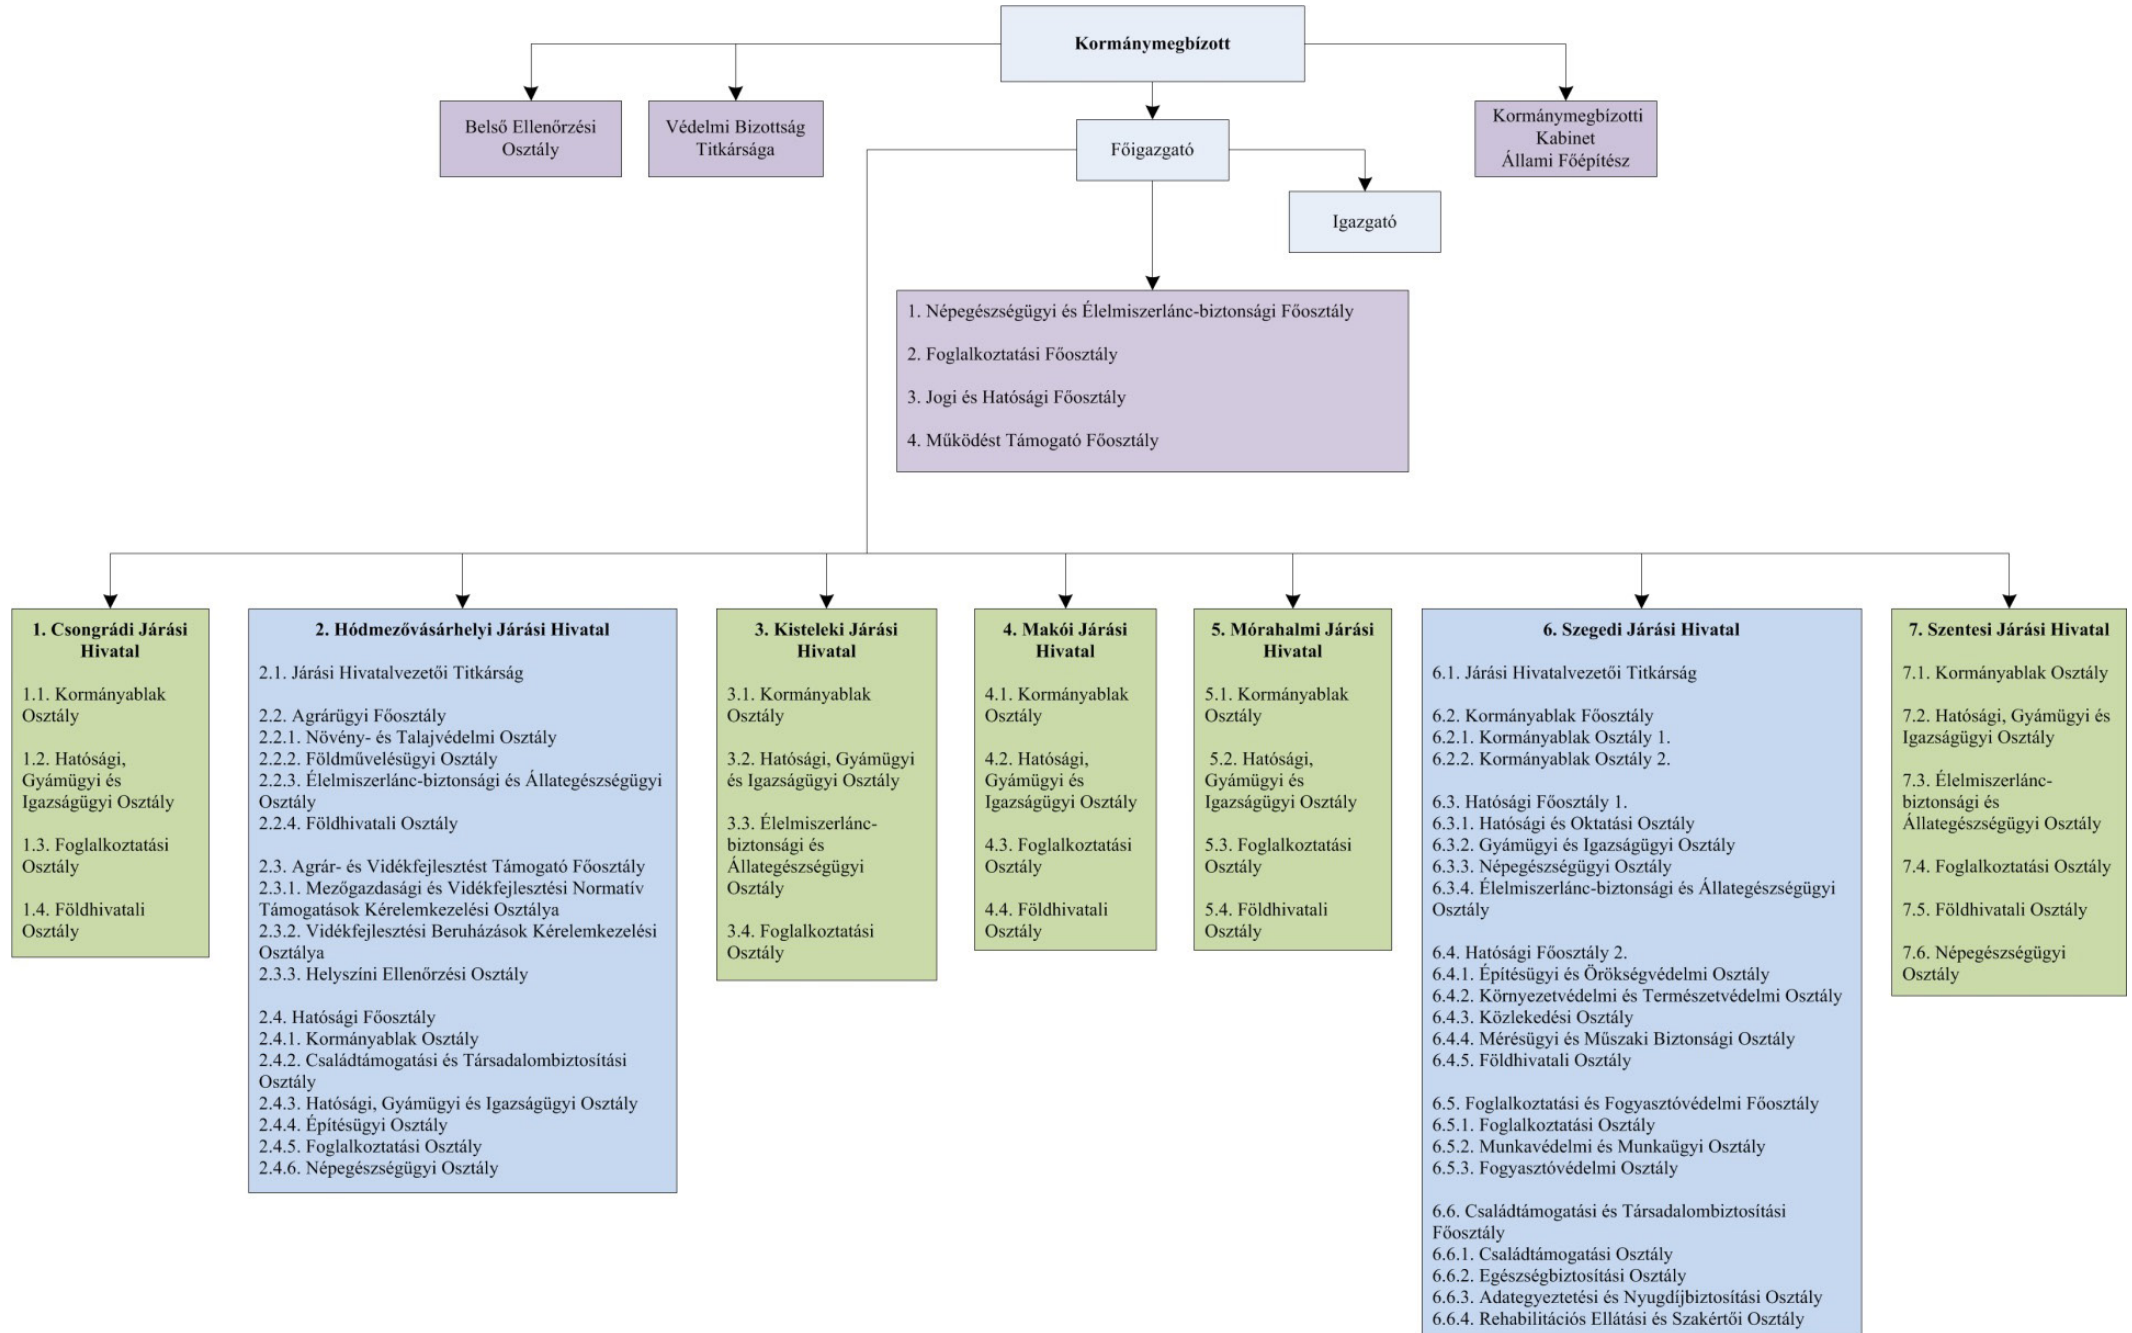 Kormánymegbízott
Belső Ellenőrzési
Osztály
Védelmi Bizottság
Titkársága
Kormánymegbízotti
Kabinet
Állami Főépítész
Főigazgató
Igazgató
1. Népegészségügyi és Élelmiszerlánc-biztonsági Főosztály
2. Foglalkoztatási Főosztály
3. Jogi és Hatósági Főosztály
4. Működést Támogató Főosztály
1. Csongrádi Járási
Hivatal
1.1. Kormányablak
Osztály
1.2. Hatósági,
Gyámügyi és
Igazságügyi Osztály
1.3. Foglalkoztatási
Osztály
1.4. Földhivatali
Osztály
2. Hódmezővásárhelyi Járási Hivatal
2.1. Járási Hivatalvezetői Titkárság
2.2. Agrárügyi Főosztály
2.2.1. Növény- és Talajvédelmi Osztály
2.2.2. Földművelésügyi Osztály
2.2.3. Élelmiszerlánc-biztonsági és Állategészségügyi
Osztály
2.2.4. Földhivatali Osztály
2.3. Agrár- és Vidékfejlesztést Támogató Főosztály
2.3.1. Mezőgazdasági és Vidékfejlesztési Normatív
Támogatások Kérelemkezelési Osztálya
2.3.2. Vidékfejlesztési Beruházások Kérelemkezelési
Osztálya
2.3.3. Helyszíni Ellenőrzési Osztály
2.4. Hatósági Főosztály
2.4.1. Kormányablak Osztály
2.4.2. Családtámogatási és Társadalombiztosítási
Osztály
2.4.3. Hatósági, Gyámügyi és Igazságügyi Osztály
2.4.4. Építésügyi Osztály
2.4.5. Foglalkoztatási Osztály
2.4.6. Népegészségügyi Osztály
3. Kisteleki Járási
Hivatal
3.1. Kormányablak
Osztály
3.2. Hatósági, Gyámügyi
és Igazságügyi Osztály
3.3. Élelmiszerlánc-
biztonsági és
Állategészségügyi
Osztály
3.4. Foglalkoztatási
Osztály
4. Makói Járási
Hivatal
4.1. Kormányablak
Osztály
4.2. Hatósági,
Gyámügyi és
Igazságügyi Osztály
4.3. Foglalkoztatási
Osztály
4.4. Földhivatali
Osztály
5. Mórahalmi Járási
Hivatal
5.1. Kormányablak
Osztály
5.2. Hatósági,
Gyámügyi és
Igazságügyi Osztály
5.3. Foglalkoztatási
Osztály
5.4. Földhivatali
Osztály
6. Szegedi Járási Hivatal
6.1. Járási Hivatalvezetői Titkárság
6.2. Kormányablak Főosztály
6.2.1. Kormányablak Osztály 1.
6.2.2. Kormányablak Osztály 2.
6.3. Hatósági Főosztály 1.
6.3.1. Hatósági és Oktatási Osztály
6.3.2. Gyámügyi és Igazságügyi Osztály
6.3.3. Népegészségügyi Osztály
6.3.4. Élelmiszerlánc-biztonsági és Állategészségügyi
Osztály
6.4. Hatósági Főosztály 2.
6.4.1. Építésügyi és Örökségvédelmi Osztály
6.4.2. Környezetvédelmi és Természetvédelmi Osztály
6.4.3. Közlekedési Osztály
6.4.4. Mérésügyi és Műszaki Biztonsági Osztály
6.4.5. Földhivatali Osztály
6.5. Foglalkoztatási és Fogyasztóvédelmi Főosztály
6.5.1. Foglalkoztatási Osztály
6.5.2. Munkavédelmi és Munkaügyi Osztály
6.5.3. Fogyasztóvédelmi Osztály
6.6. Családtámogatási és Társadalombiztosítási
Főosztály
6.6.1. Családtámogatási Osztály
6.6.2. Egészségbiztosítási Osztály
6.6.3. Adategyeztetési és Nyugdíjbiztosítási Osztály
6.6.4. Rehabilitációs Ellátási és Szakértői Osztály
7. Szentesi Járási Hivatal
7.1. Kormányablak Osztály
7.2. Hatósági, Gyámügyi és
Igazságügyi Osztály
7.3. Élelmiszerlánc-
biztonsági és
Állategészségügyi Osztály
7.4. Foglalkoztatási Osztály
7.5. Földhivatali Osztály
7.6. Népegészségügyi
Osztály